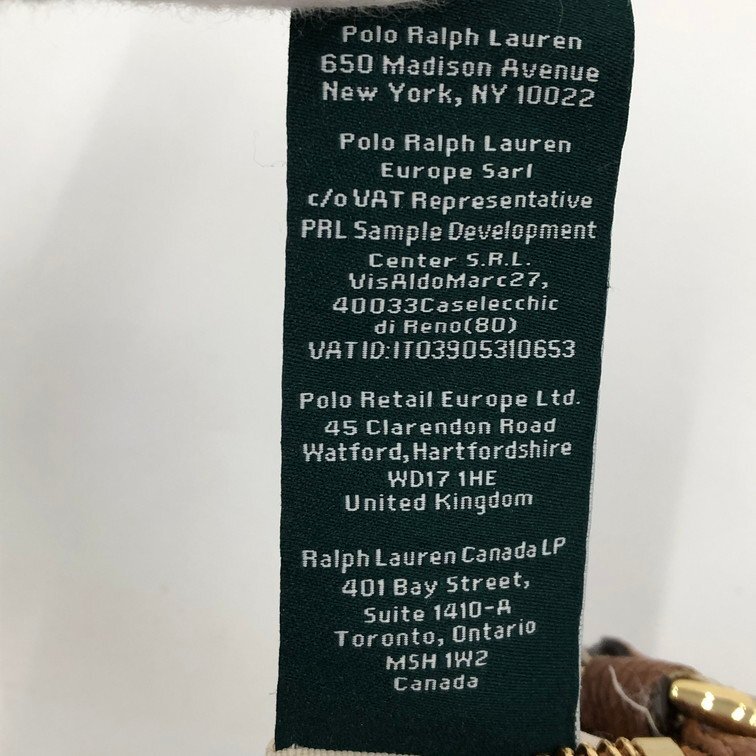 Polo Ralph Lauren
650 Madison Avenue
New York, NY 10022
Polo Ralph Lauren
Europe Sarl
c/o VAT Representative
PRL Sample Development
Center S.R.L.
VisAldoMarc27,
40033Caselecchic
di Reno(80)
VATID:IT03905310653
Polo Retail Europe Ltd.
45 Clarendon Road
Watford,Hartfordshire
WD17 1HE
United Kingdom
Ralph Lauren Canada LP
401 Bay Street,
Suite 1410-A
Toronto, Ontario
M5H 1W2
Canada